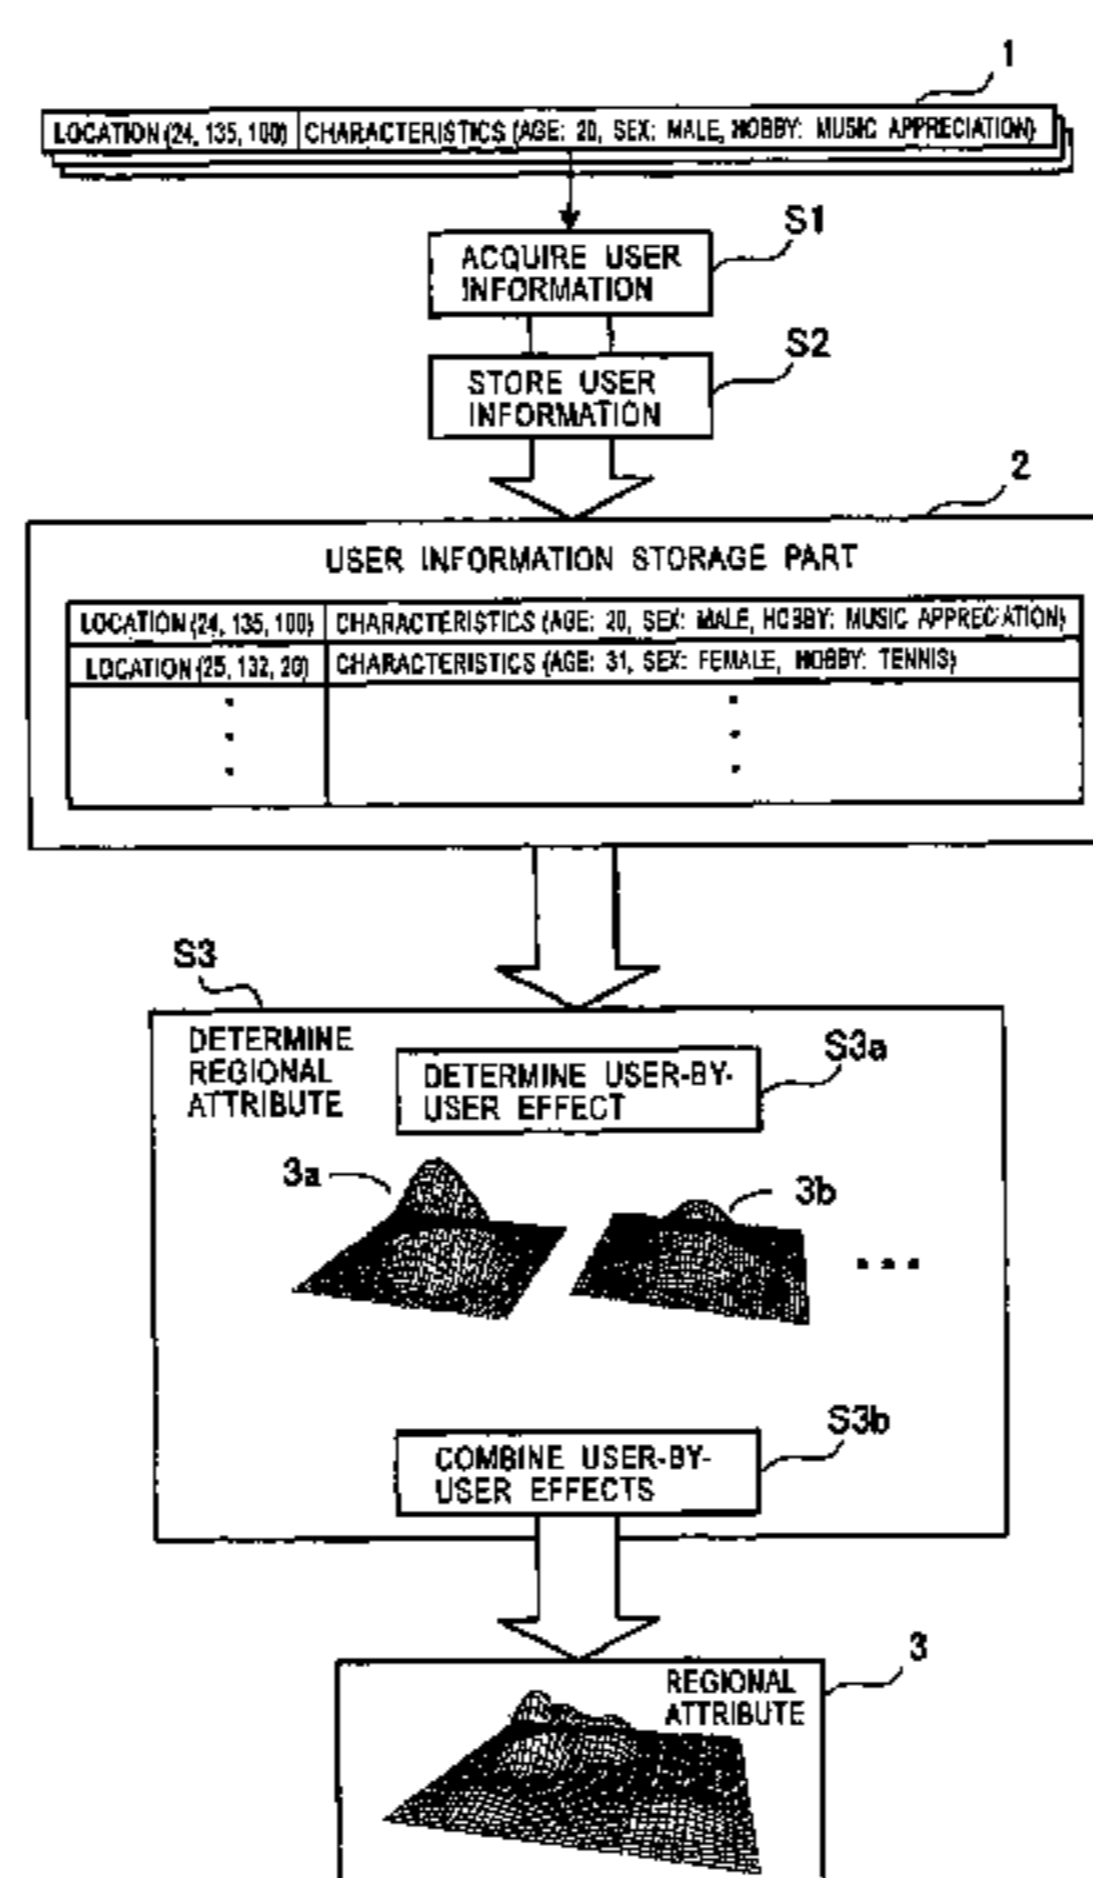 1
LOCATION (24, 135, 100) CHARACTERISTICS (AGE: 20, SEX: MALE, HOBBY: MUSIC APPRECIATION)
S1
ACQUIRE USER
INFORMATION
S2
STORE USER
INFORMATION
2
USER INFORMATION STORAGE PART
LOCATION (24, 135, 100) CHARACTERISTICS (AGE: 20, SEX: MALE, HOBBY: MUSIC APPRECIATION)
LOCATION (25, 132, 20) CHARACTERISTICS (AGE: 31, SEX: FEMALE, HOBBY: TENNIS)
S3
DETERMINE
REGIONAL
ATTRIBUTE
S3a
DETERMINE USER-BY-
USER EFFECT
3a
3b
S3b
COMBINE USER-BY-
USER EFFECTS
3
REGIONAL
ATTRIBUTE